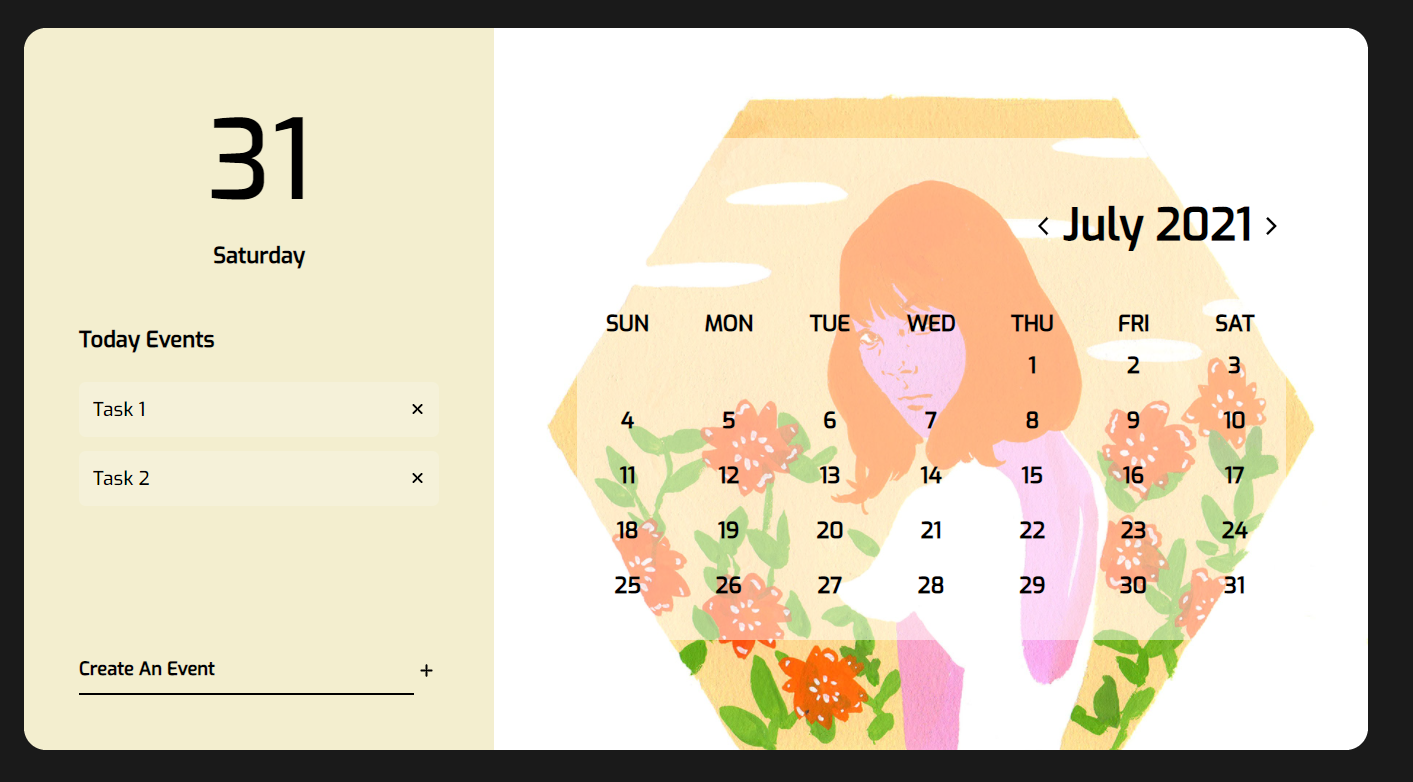 31
Saturday
Today Events
Task 1 ×
Task 2 ×
Create An Event +
< July 2021 >
SUN MON TUE WED THU FRI SAT
1 2 3
4 5 6 7 8 9 10
11 12 13 14 15 16 17
18 19 20 21 22 23 24
25 26 27 28 29 30 31